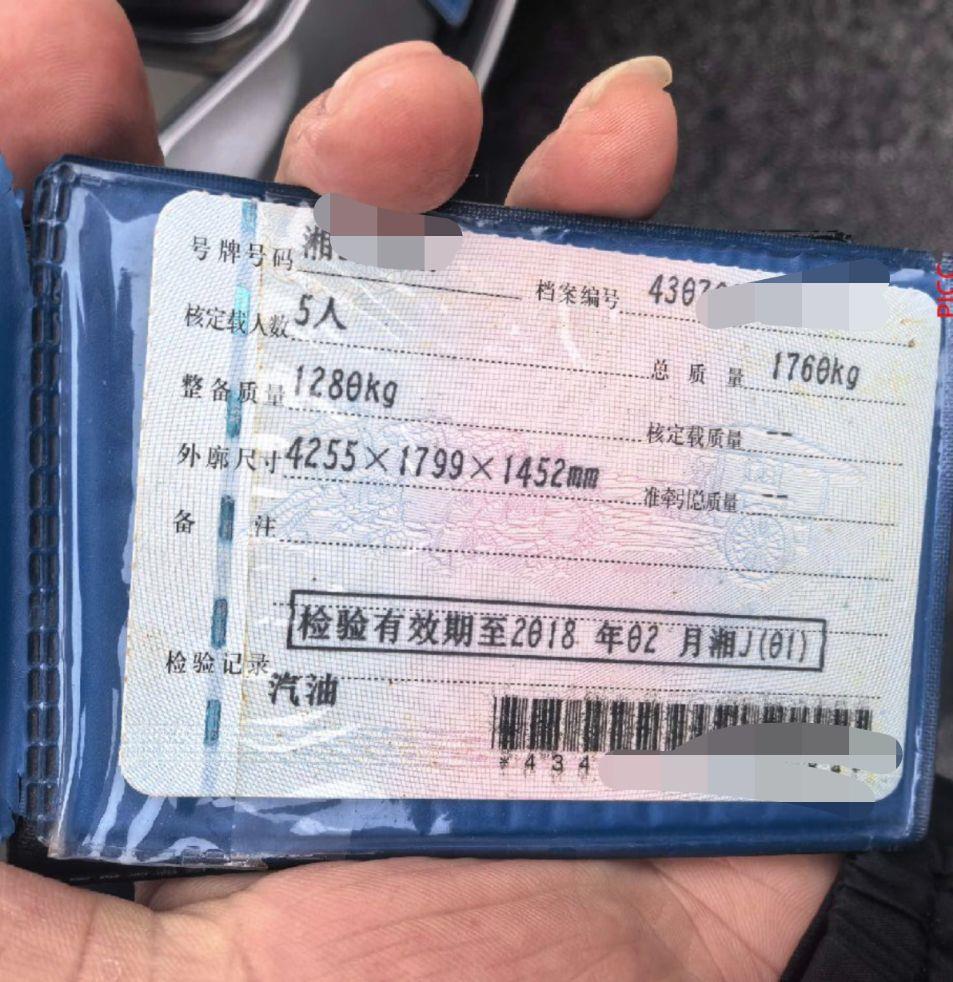 号牌号码 湘
档案编号 4307
核定载人数 5人
总质量 1760kg
整备质量 1280kg
核定载质量 --
外廓尺寸 4255×1799×1452mm
准牵引总质量 --
备注
检验有效期至2018 年02 月湘J(01)
检验记录
汽油
*434
PICC